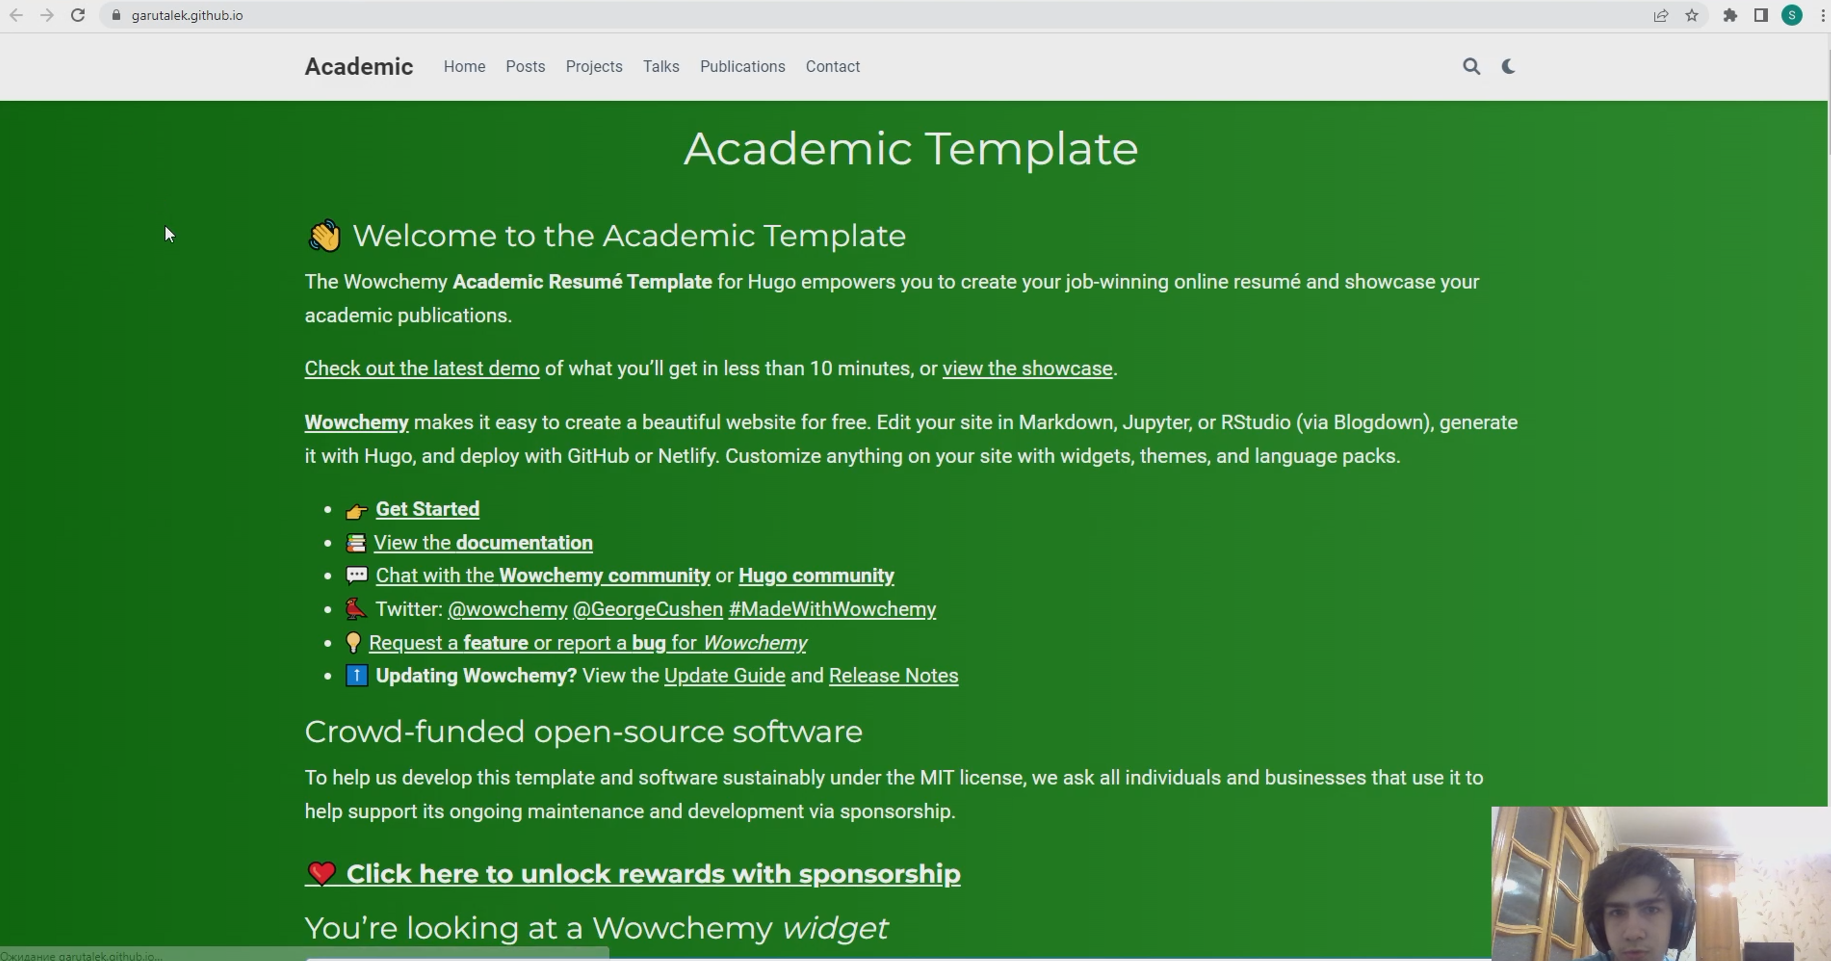 garutalek.github.io
S
Academic Home Posts Projects Talks Publications Contact
Academic Template
Welcome to the Academic Template
The Wowchemy Academic Resumé Template for Hugo empowers you to create your job-winning online resumé and showcase your
academic publications.
Check out the latest demo of what you’ll get in less than 10 minutes, or view the showcase.
Wowchemy makes it easy to create a beautiful website for free. Edit your site in Markdown, Jupyter, or RStudio (via Blogdown), generate
it with Hugo, and deploy with GitHub or Netlify. Customize anything on your site with widgets, themes, and language packs.
Get Started
View the documentation
Chat with the Wowchemy community or Hugo community
Twitter: @wowchemy @GeorgeCushen #MadeWithWowchemy
Request a feature or report a bug for Wowchemy
Updating Wowchemy? View the Update Guide and Release Notes
Crowd-funded open-source software
To help us develop this template and software sustainably under the MIT license, we ask all individuals and businesses that use it to
help support its ongoing maintenance and development via sponsorship.
Click here to unlock rewards with sponsorship
You’re looking at a Wowchemy widget
Ожидание garutalek.github.io...